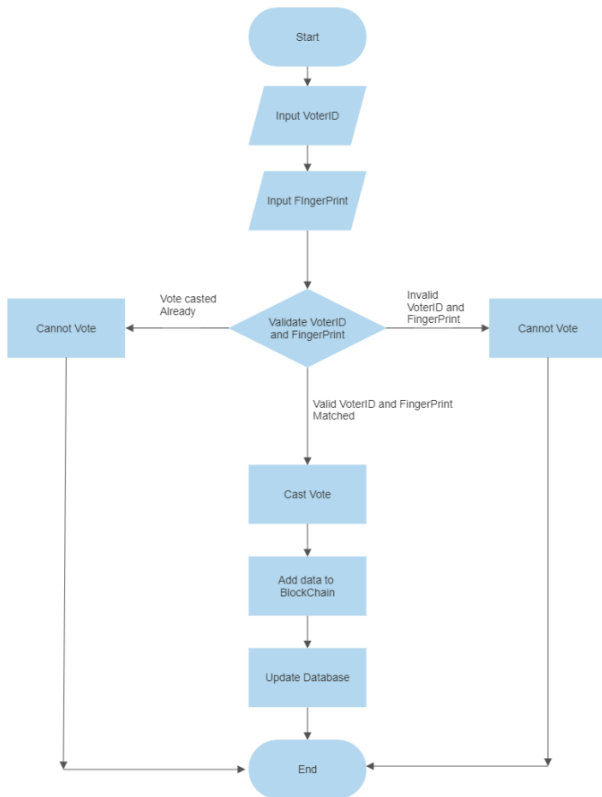 Start
Input VoterID
Input FIngerPrint
Vote casted
Already
Invalid
VoterID and
FingerPrint
Cannot Vote
Validate VoterID
and FingerPrint
Cannot Vote
Valid VoterID and FingerPrint
Matched
Cast Vote
Add data to
BlockChain
Update Database
End